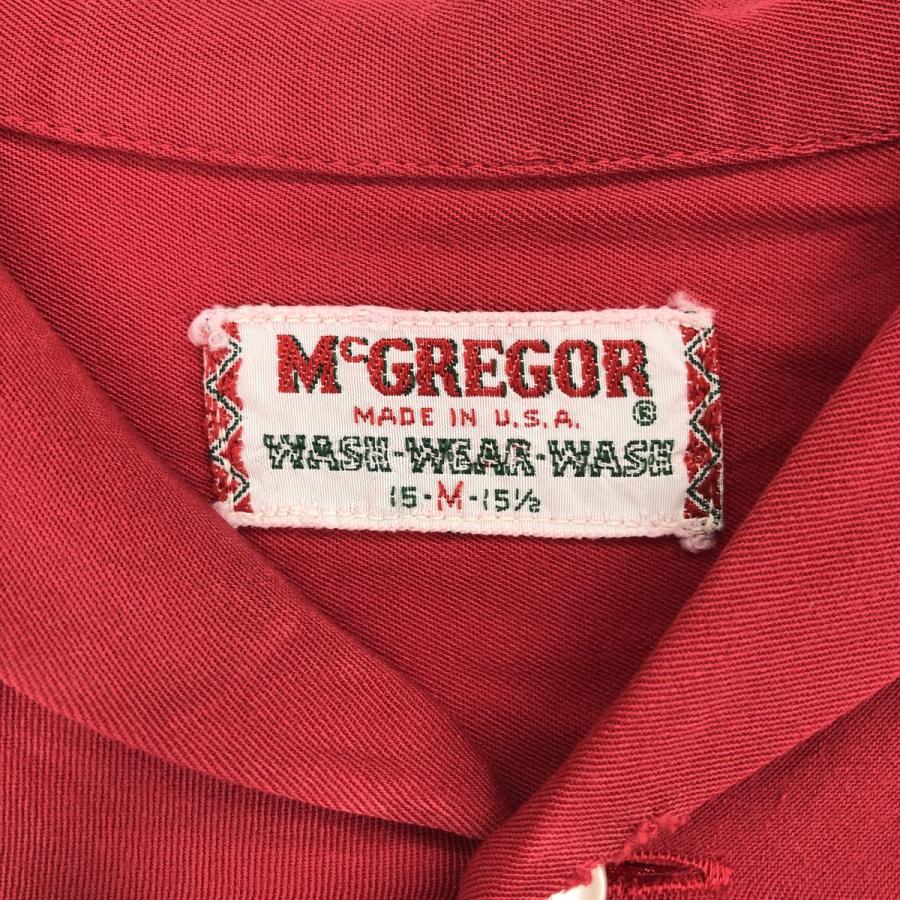 McGREGOR
®
MADE IN U.S.A.
WASH-WEAR-WASH
15-M-15½